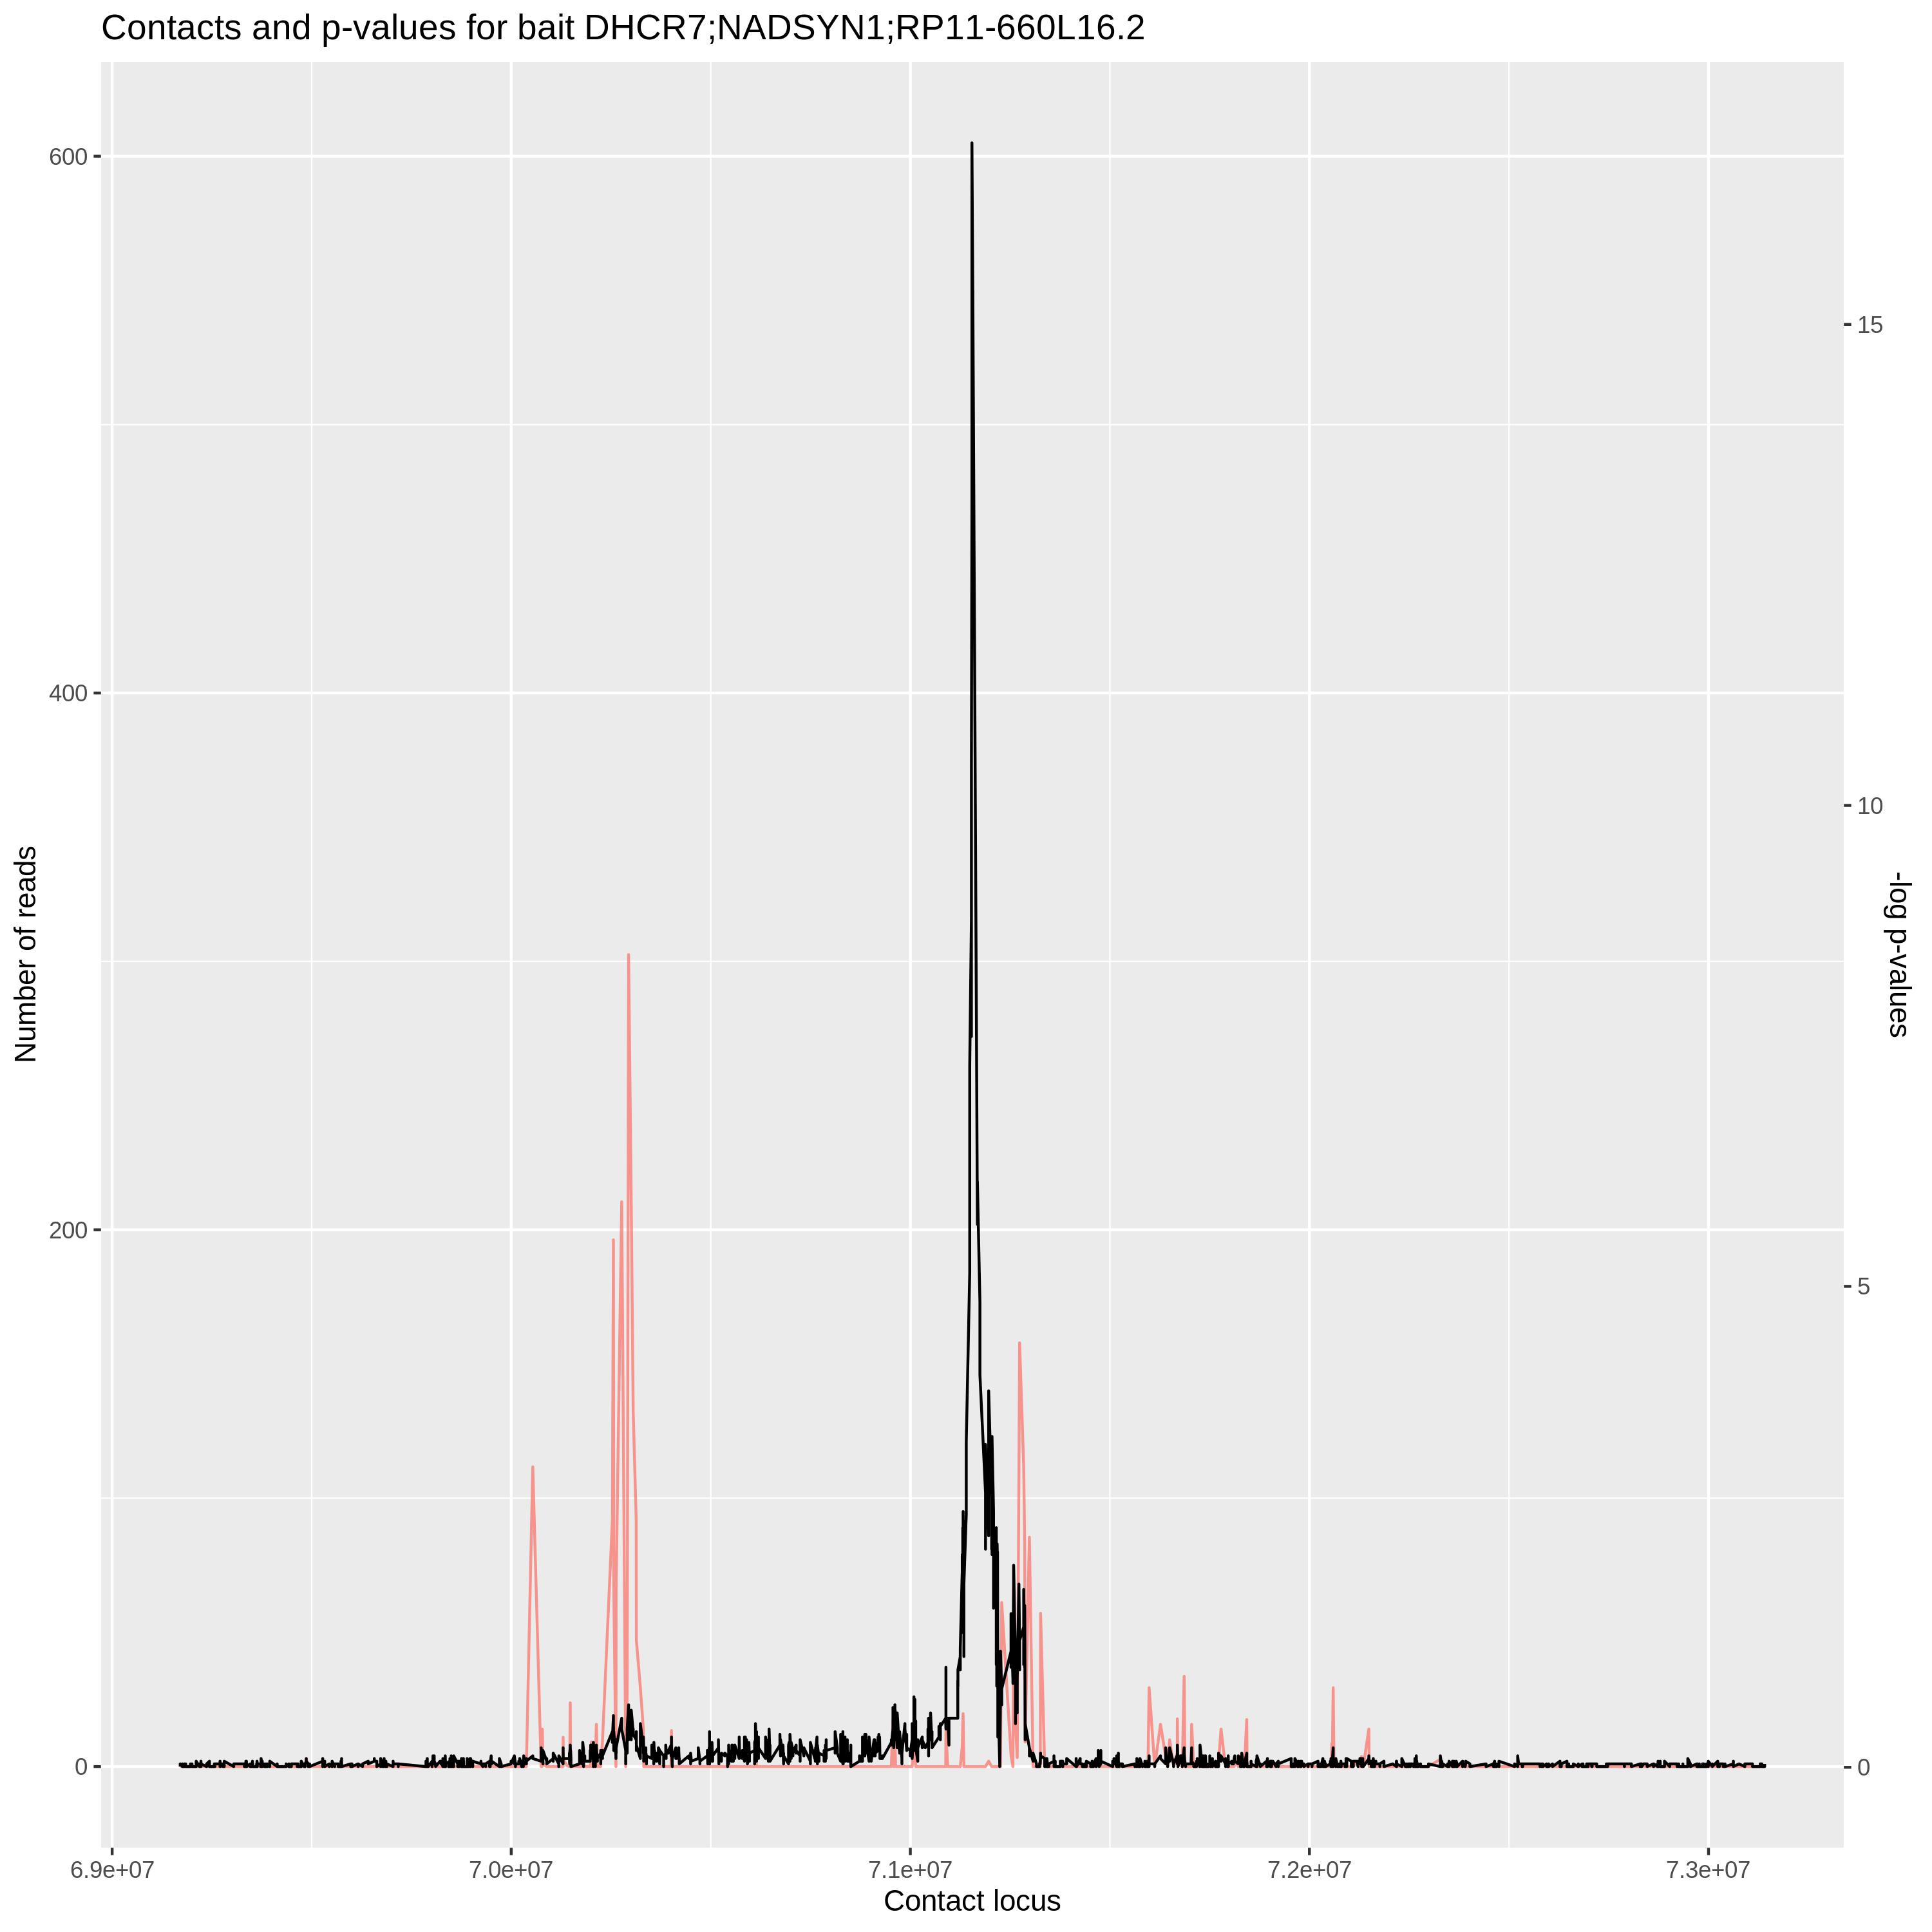 Contacts and p-values for bait DHCR7;NADSYN1;RP11-660L16.2
600
400
200
0
Number of reads
15
10
5
0
-log p-values
6.9e+07
7.0e+07
7.1e+07
7.2e+07
7.3e+07
Contact locus